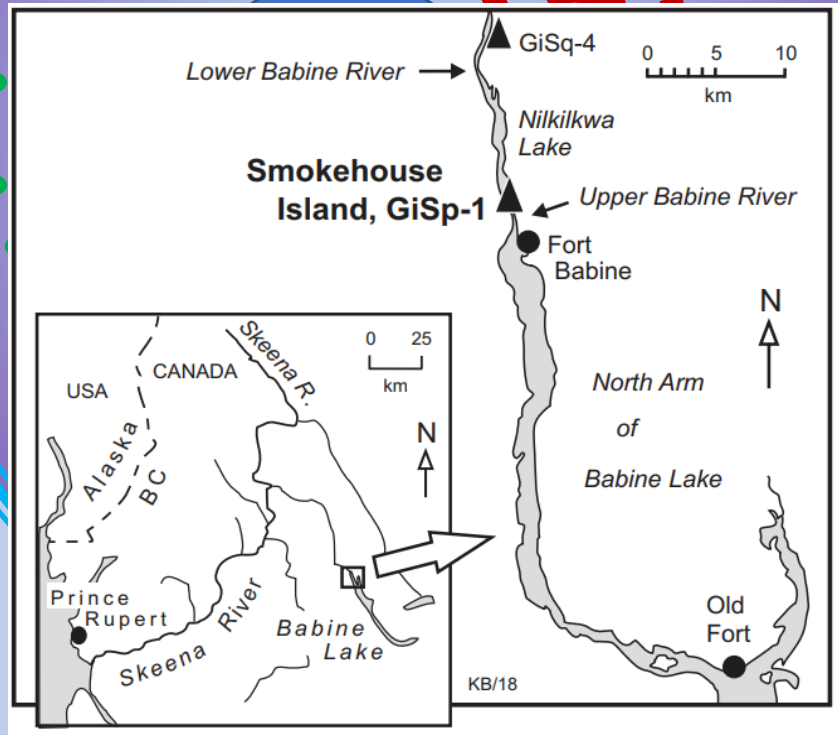 GiSq-4
0 10
km
Lower Babine River
Nilkilkwa
Lake
Smokehouse
Island, GiSp-1
Upper Babine River
Fort
Babine
N
North Arm
of
Babine Lake
Old
Fort
KB/18
Skeena R.
0 25
km
USA
CANADA
N
Alaska
BC
Prince
Rupert
Skeena River
Babine
Lake